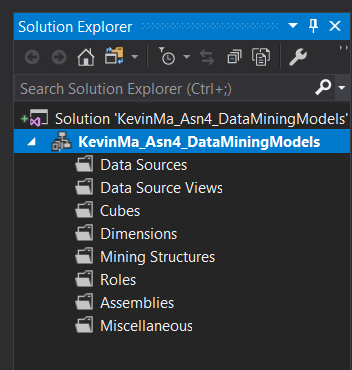 Solution Explorer
Search Solution Explorer (Ctrl+;)
Solution 'KevinMa_Asn4_DataMiningModels'
KevinMa_Asn4_DataMiningModels
Data Sources
Data Source Views
Cubes
Dimensions
Mining Structures
Roles
Assemblies
Miscellaneous